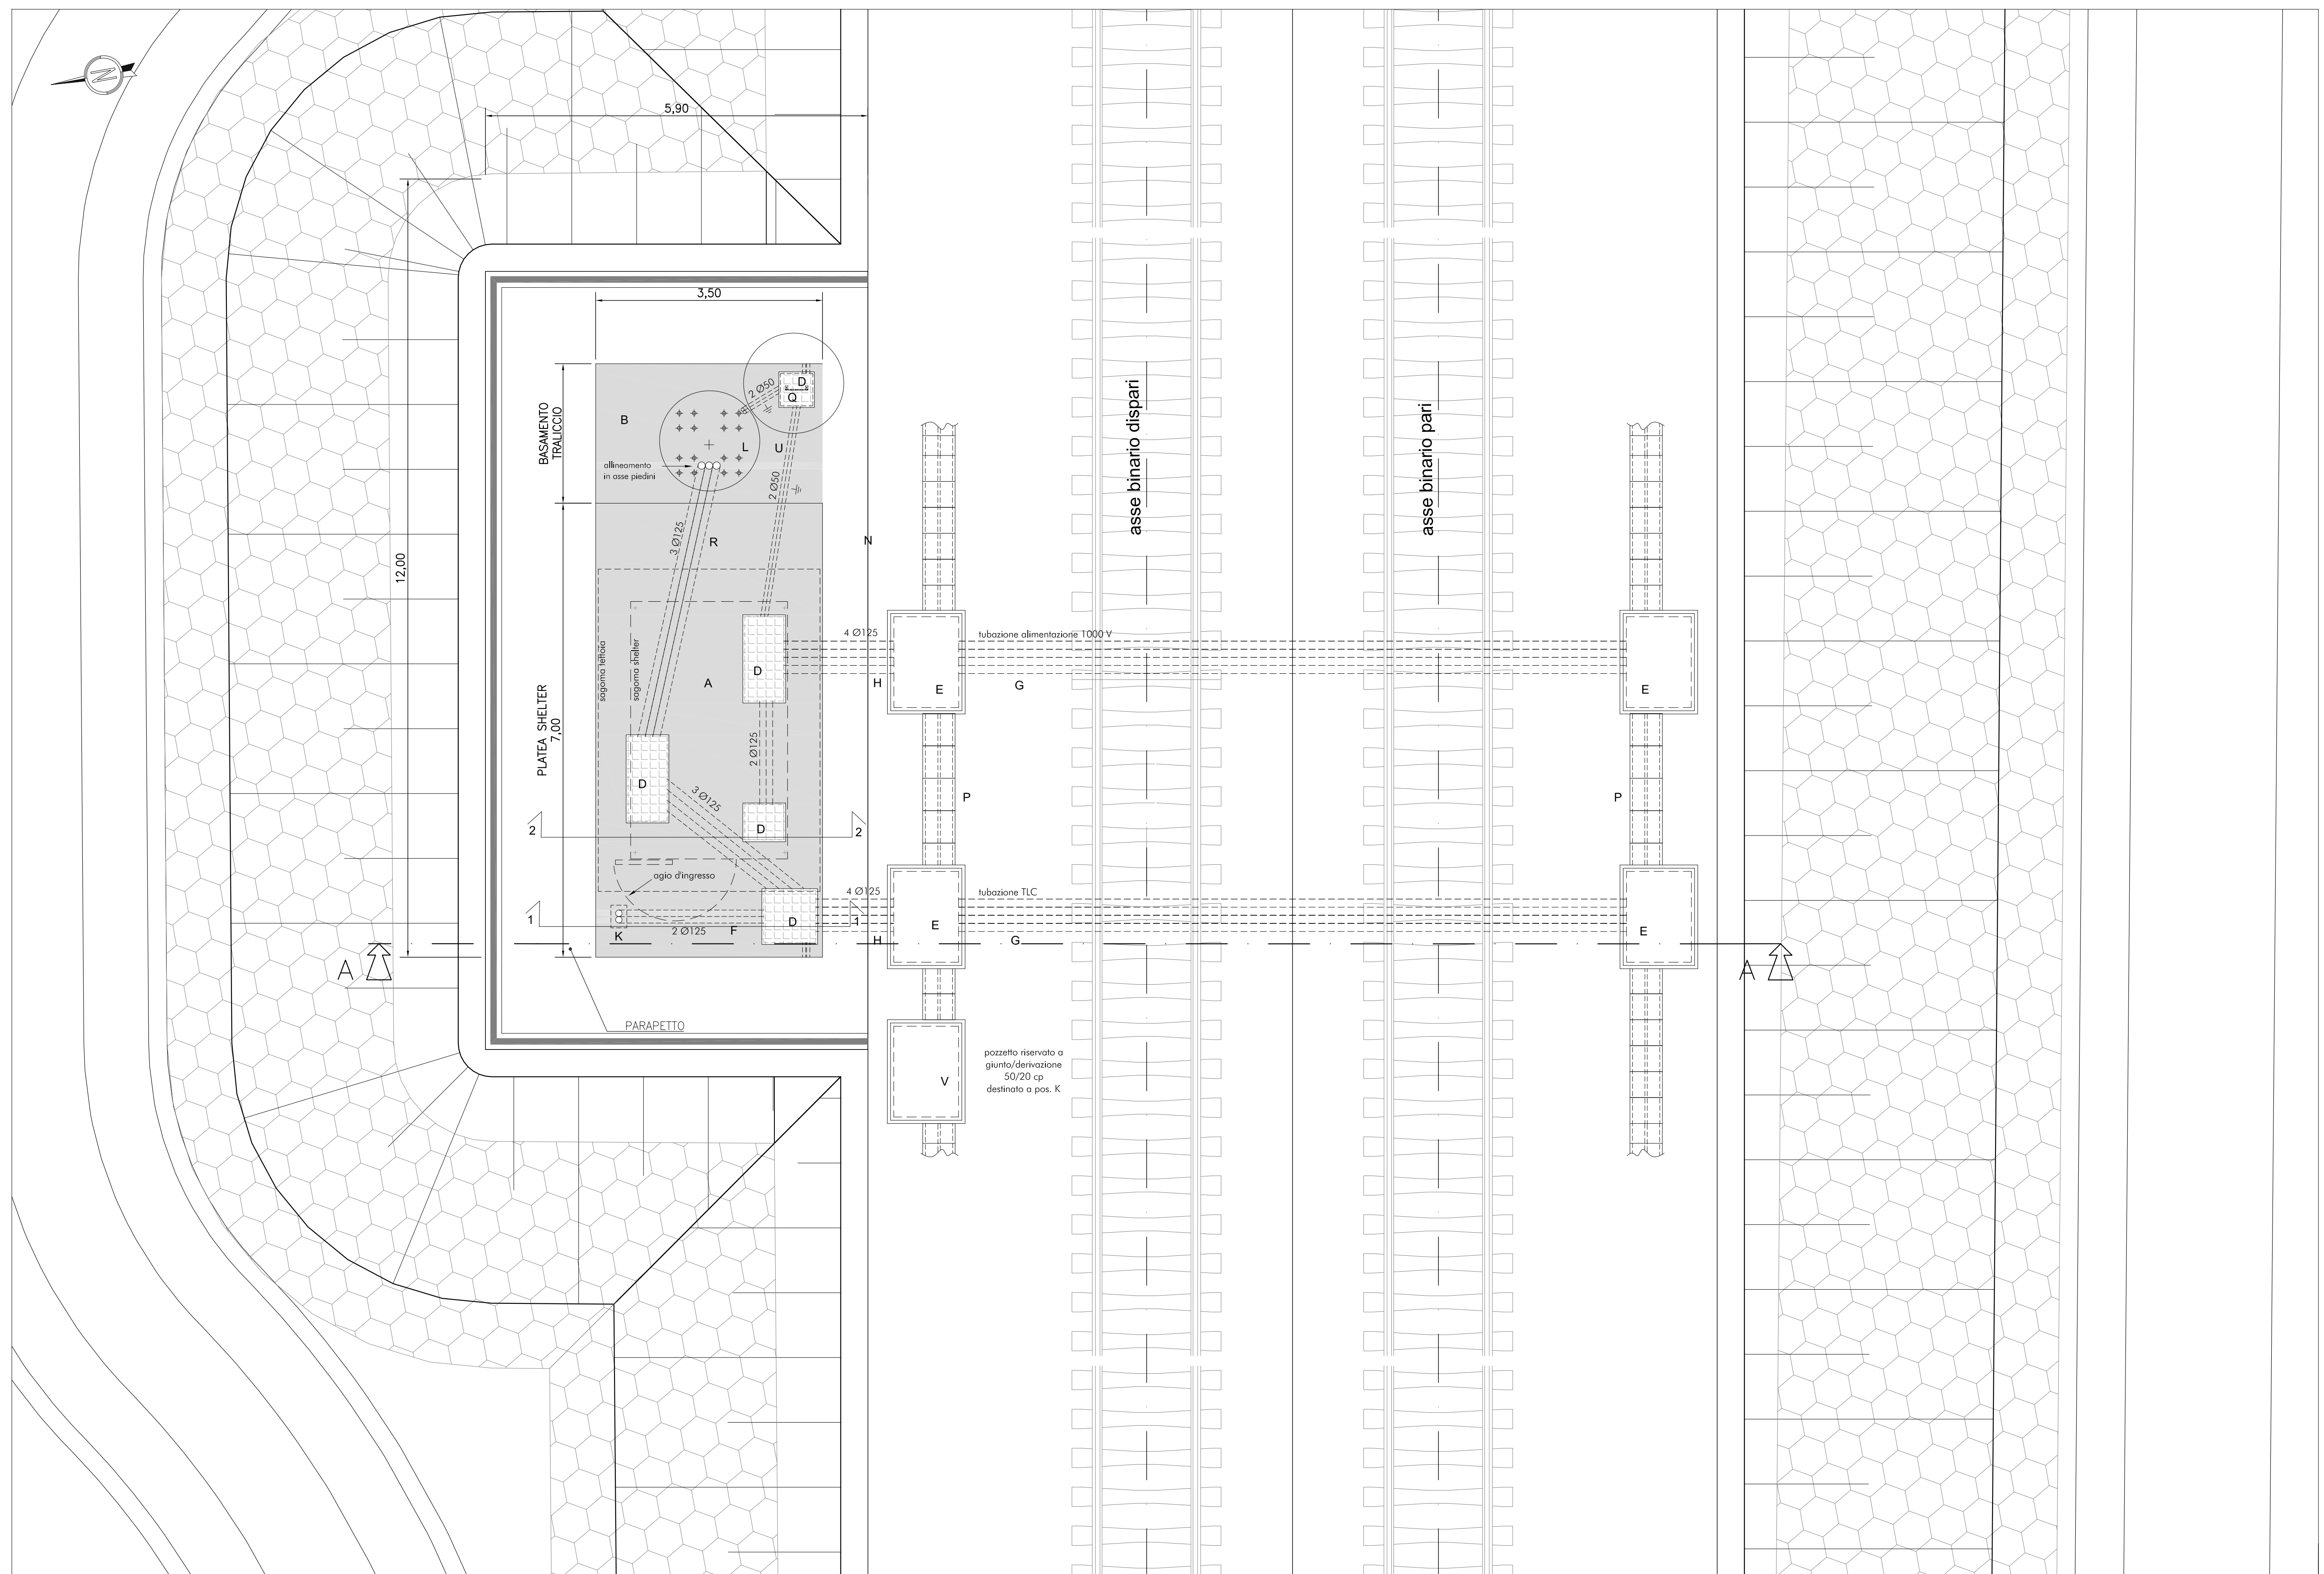 N
5,90
3,50
12,00
BASAMENTO
TRALICCIO
B
D
Q
2 Ø50
L
U
allineamento
in asse piedini
2 Ø50
3 Ø125
R
N
asse binario dispari
asse binario pari
sagoma tettoia
sagoma shelter
PLATEA SHELTER
7,00
A
D
4 Ø125
tubazione alimentazione 1000 V
H
E
G
E
2 Ø125
D
3 Ø125
D
P
P
2
2
agio d'ingresso
4 Ø125
tubazione TLC
1
1
K
2 Ø125
F
D
H
E
G
E
A
A
PARAPETTO
pozzetto riservato a
giunto/derivazione
50/20 cp
destinato a pos. K
V